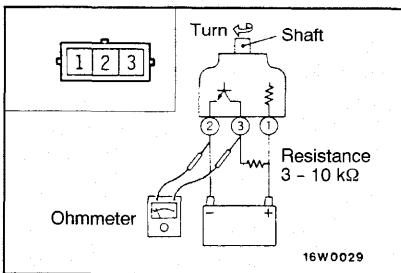 Turn
Shaft
1 2 3
2 3 1
Resistance
3 - 10 kΩ
Ohmmeter
- +
16W0029